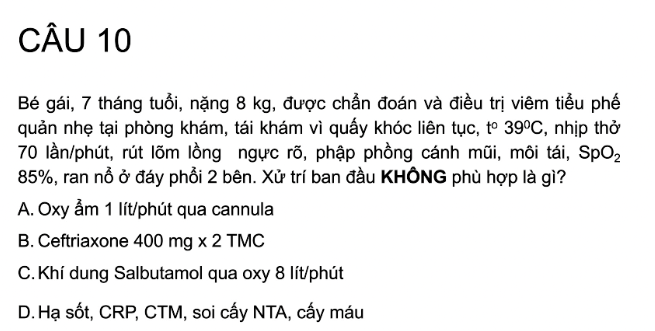 CÂU 10
Bé gái, 7 tháng tuổi, nặng 8 kg, được chẩn đoán và điều trị viêm tiểu phế
quản nhẹ tại phòng khám, tái khám vì quấy khóc liên tục, tº 39⁰C, nhịp thở
70 lần/phút, rút lõm lồng ngực rõ, phập phồng cánh mũi, môi tái, SpO₂
85%, ran nổ ở đáy phổi 2 bên. Xử trí ban đầu KHÔNG phù hợp là gì?
A. Oxy ẩm 1 lít/phút qua cannula
B. Ceftriaxone 400 mg x 2 TMC
C. Khí dung Salbutamol qua oxy 8 lít/phút
D. Hạ sốt, CRP, CTM, soi cấy NTA, cấy máu